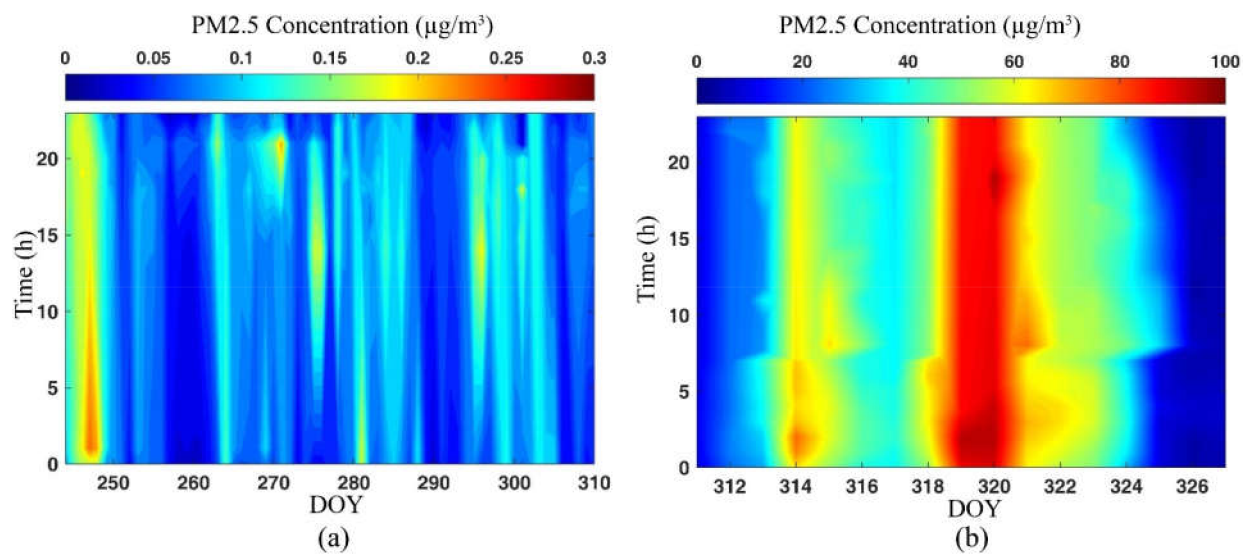 PM2.5 Concentration (µg/m³)
0 0.05 0.1 0.15 0.2 0.25 0.3
20
15
10
5
0
Time (h)
250 260 270 280 290 300 310
DOY
(a)
PM2.5 Concentration (µg/m³)
0 20 40 60 80 100
20
15
10
5
0
Time (h)
312 314 316 318 320 322 324 326
DOY
(b)